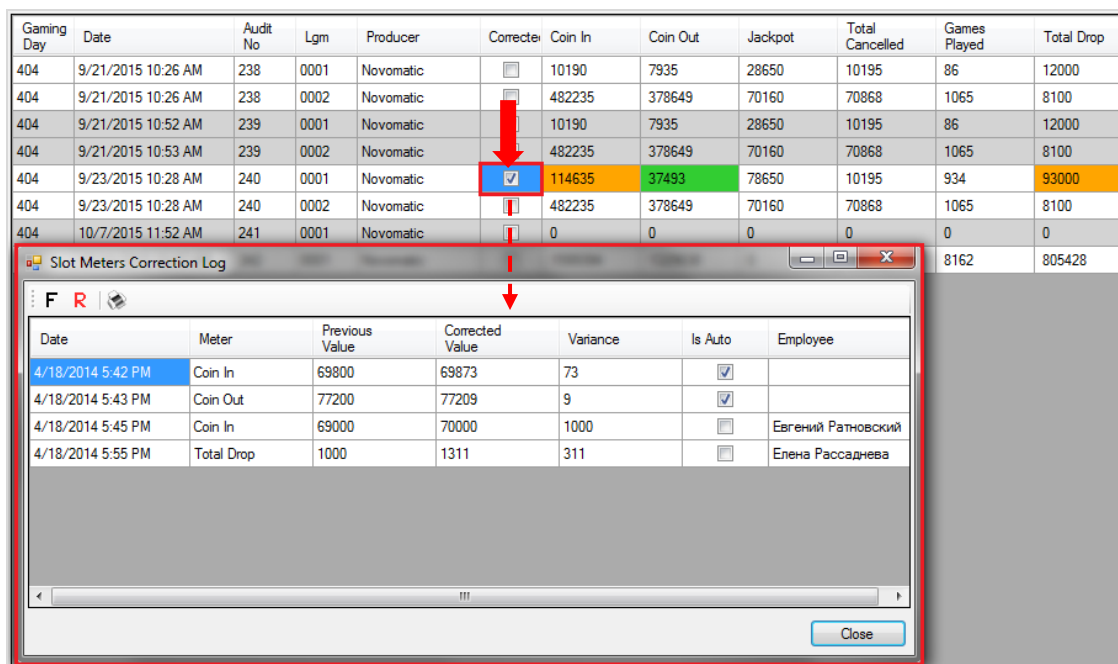 Gaming Day Date Audit No Lgm Producer Correcte Coin In Coin Out Jackpot Total Cancelled Games Played Total Drop
404 9/21/2015 10:26 AM 238 0001 Novomatic 10190 7935 28650 10195 86 12000
404 9/21/2015 10:26 AM 238 0002 Novomatic 482235 378649 70160 70868 1065 8100
404 9/21/2015 10:52 AM 239 0001 Novomatic 10190 7935 28650 10195 86 12000
404 9/21/2015 10:53 AM 239 0002 Novomatic 482235 378649 70160 70868 1065 8100
404 9/23/2015 10:28 AM 240 0001 Novomatic 114635 37493 78650 10195 934 93000
404 9/23/2015 10:28 AM 240 0002 Novomatic 482235 378649 70160 70868 1065 8100
404 10/7/2015 11:52 AM 241 0001 Novomatic 0 0 0 0 0 0
8162 805428
Slot Meters Correction Log
F R
Date Meter Previous Value Corrected Value Variance Is Auto Employee
4/18/2014 5:42 PM Coin In 69800 69873 73
4/18/2014 5:43 PM Coin Out 77200 77209 9
4/18/2014 5:45 PM Coin In 69000 70000 1000 Евгений Ратновский
4/18/2014 5:55 PM Total Drop 1000 1311 311 Елена Рассаднева
Close